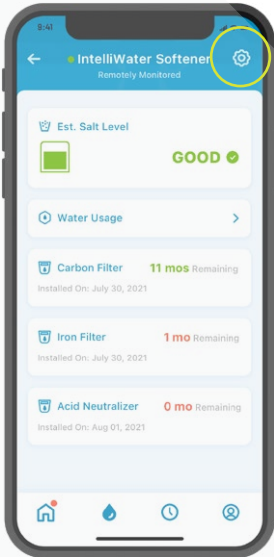 9:41
IntelliWater Softener
Remotely Monitored
Est. Salt Level
GOOD
Water Usage
Carbon Filter 11 mos Remaining
Installed On: July 30, 2021
Iron Filter 1 mo Remaining
Installed On: July 30, 2021
Acid Neutralizer 0 mo Remaining
Installed On: Aug 01, 2021